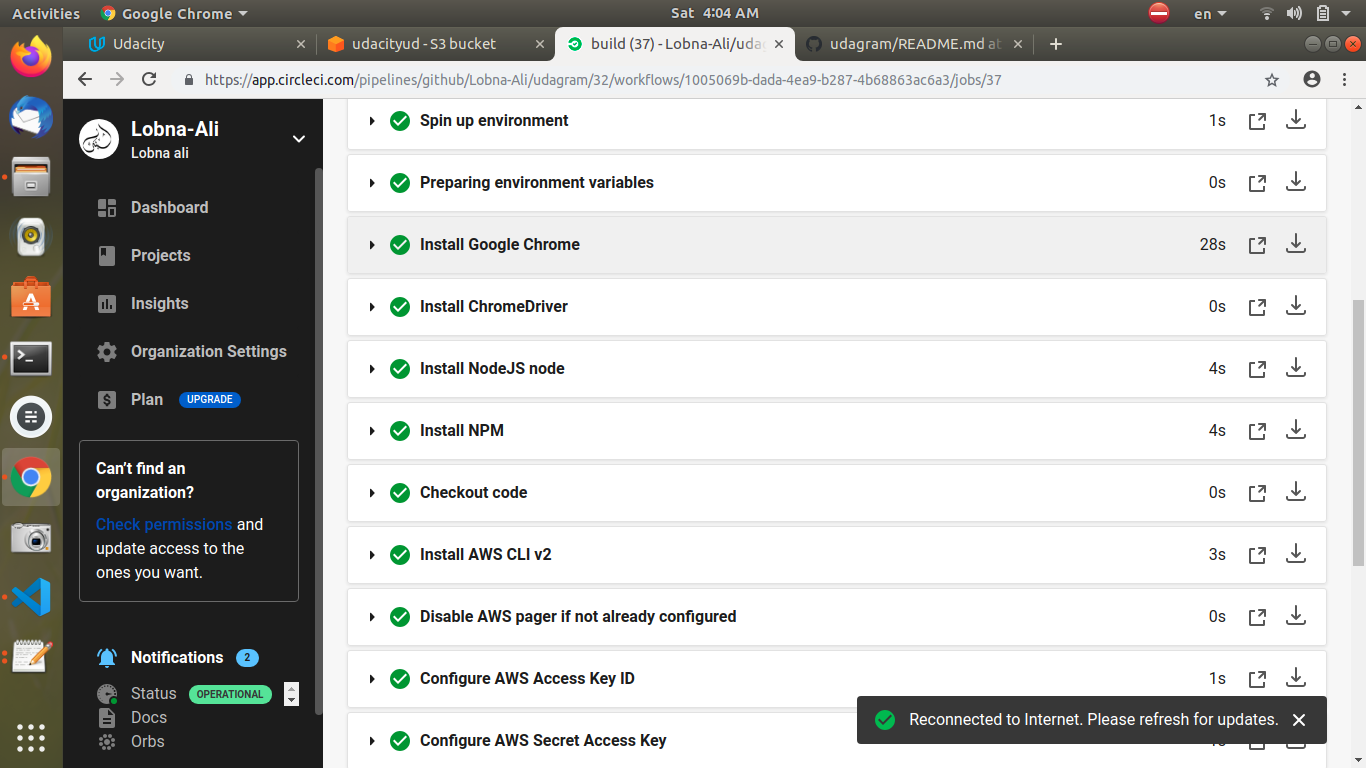 Activities
Google Chrome
Sat 4:04 AM
en
Udacity
udacityud - S3 bucket
build (37) - Lobna-Ali/uda
udagram/README.md at
https://app.circleci.com/pipelines/github/Lobna-Ali/udagram/32/workflows/1005069b-dada-4ea9-b287-4b68863ac6a3/jobs/37
Lobna-Ali
Lobna ali
Dashboard
Projects
Insights
Organization Settings
Plan UPGRADE
Can't find an
organization?
Check permissions and
update access to the
ones you want.
Notifications 2
Status OPERATIONAL
Docs
Orbs
Spin up environment 1s
Preparing environment variables 0s
Install Google Chrome 28s
Install ChromeDriver 0s
Install NodeJS node 4s
Install NPM 4s
Checkout code 0s
Install AWS CLI v2 3s
Disable AWS pager if not already configured 0s
Configure AWS Access Key ID 1s
Configure AWS Secret Access Key
Reconnected to Internet. Please refresh for updates.